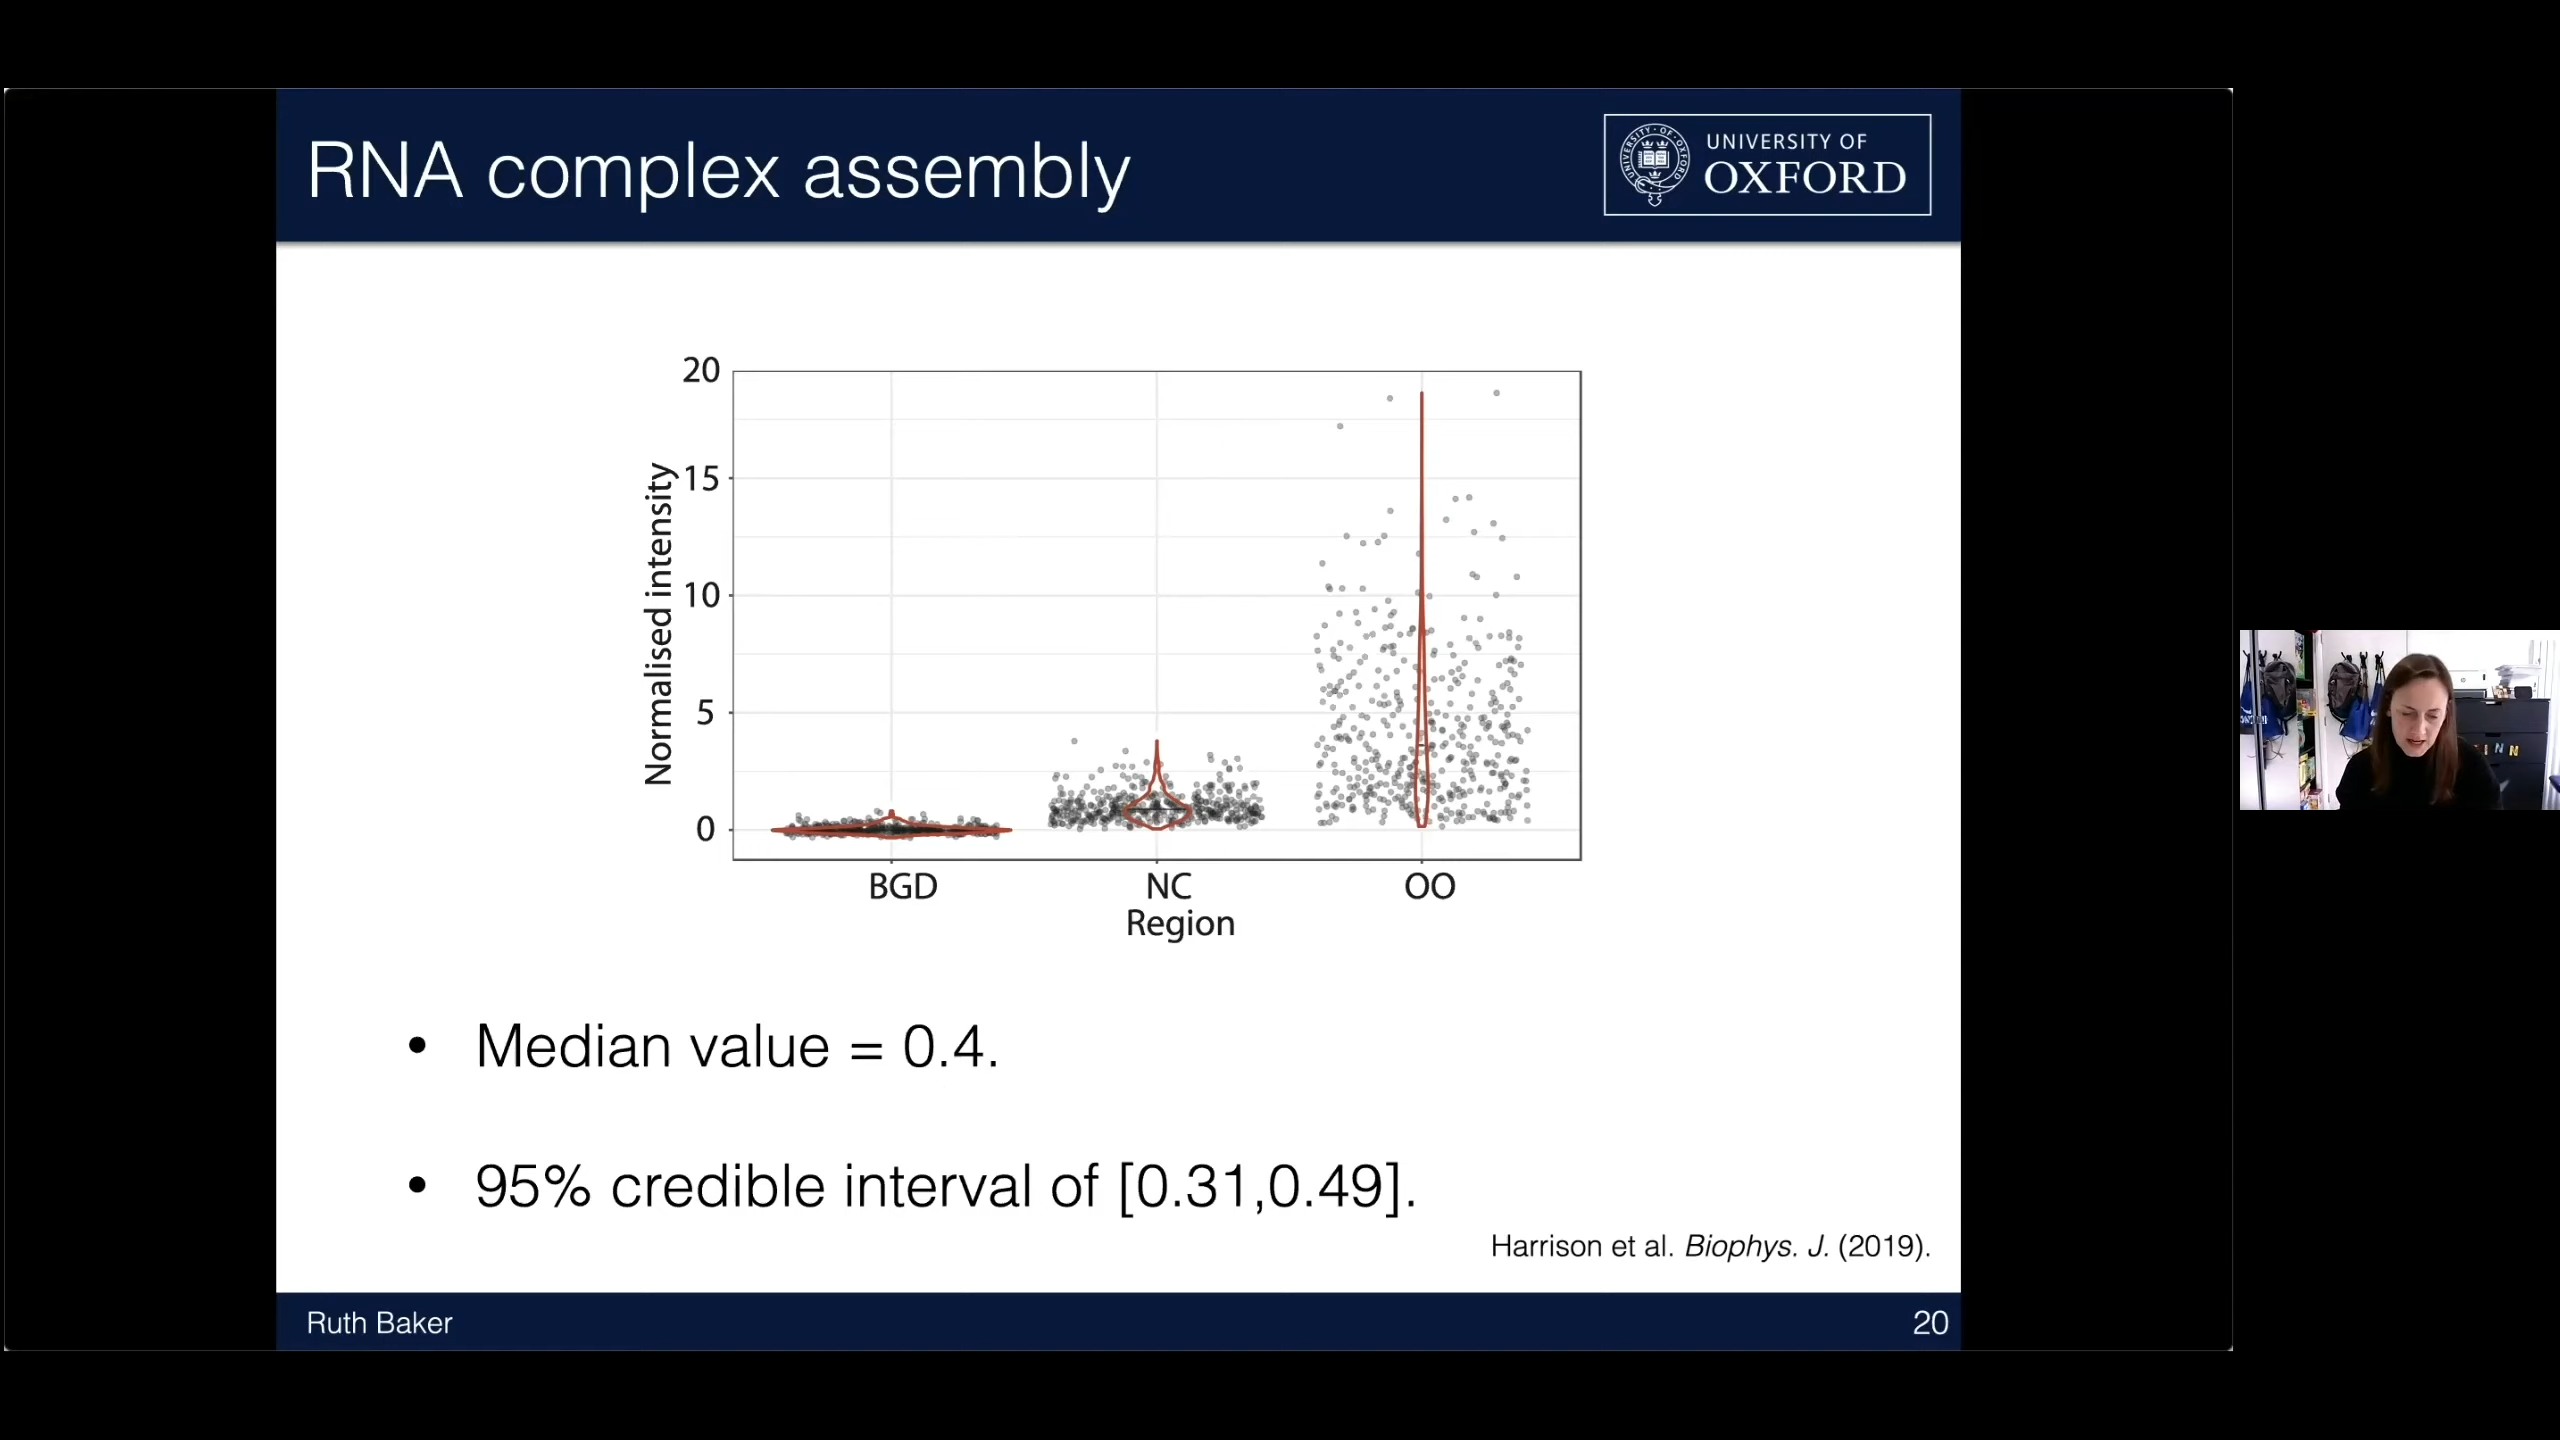 RNA complex assembly
UNIVERSITY OF
OXFORD
20
15
10
5
0
Normalised intensity
BGD NC OO
Region
• Median value = 0.4.
• 95% credible interval of [0.31,0.49].
Harrison et al. Biophys. J. (2019).
Ruth Baker
20